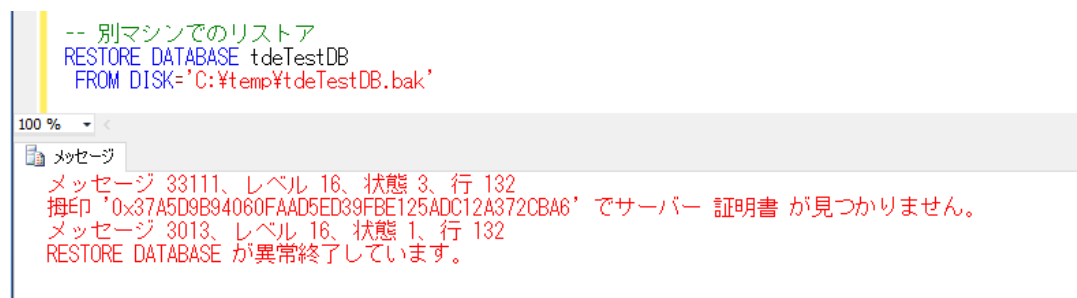 -- 別マシンでのリストア
RESTORE DATABASE tdeTestDB
FROM DISK='C:¥temp¥tdeTestDB.bak'
100 %
メッセージ
メッセージ 33111、レベル 16、状態 3、行 132
拇印 '0x37A5D9B94060FAAD5ED39FBE125ADC12A372CBA6' でサーバー 証明書 が見つかりません。
メッセージ 3013、レベル 16、状態 1、行 132
RESTORE DATABASE が異常終了しています。